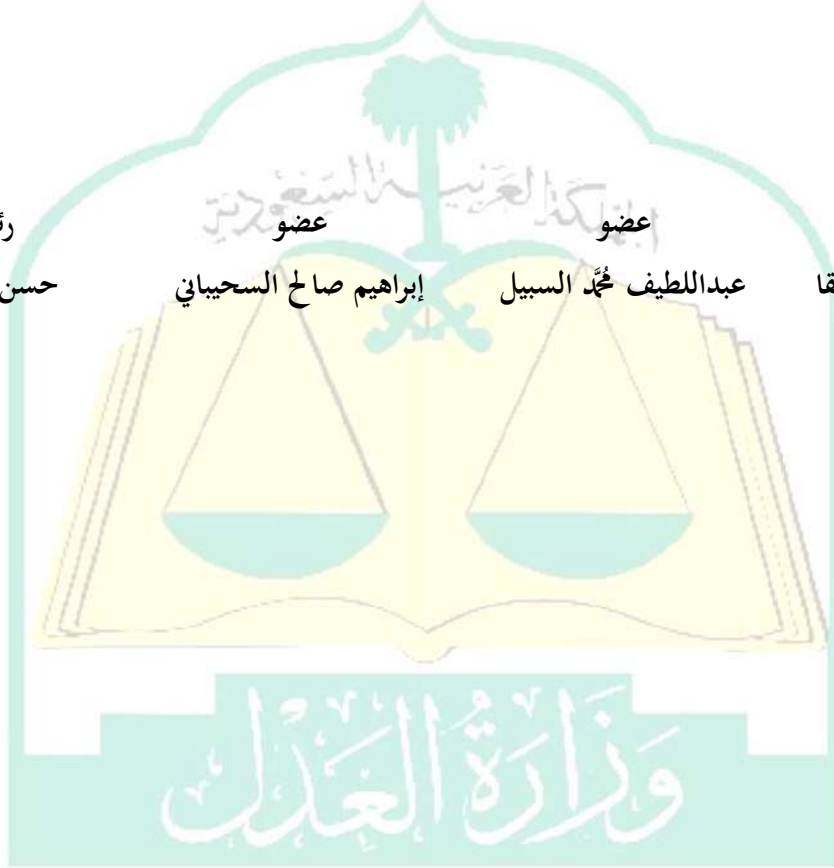 المملكة العربية السعودية
عضو عضو
عبداللطيف مُحَمَّد السبيل إبراهيم صالح السحيباني حسن
وزارة العدل